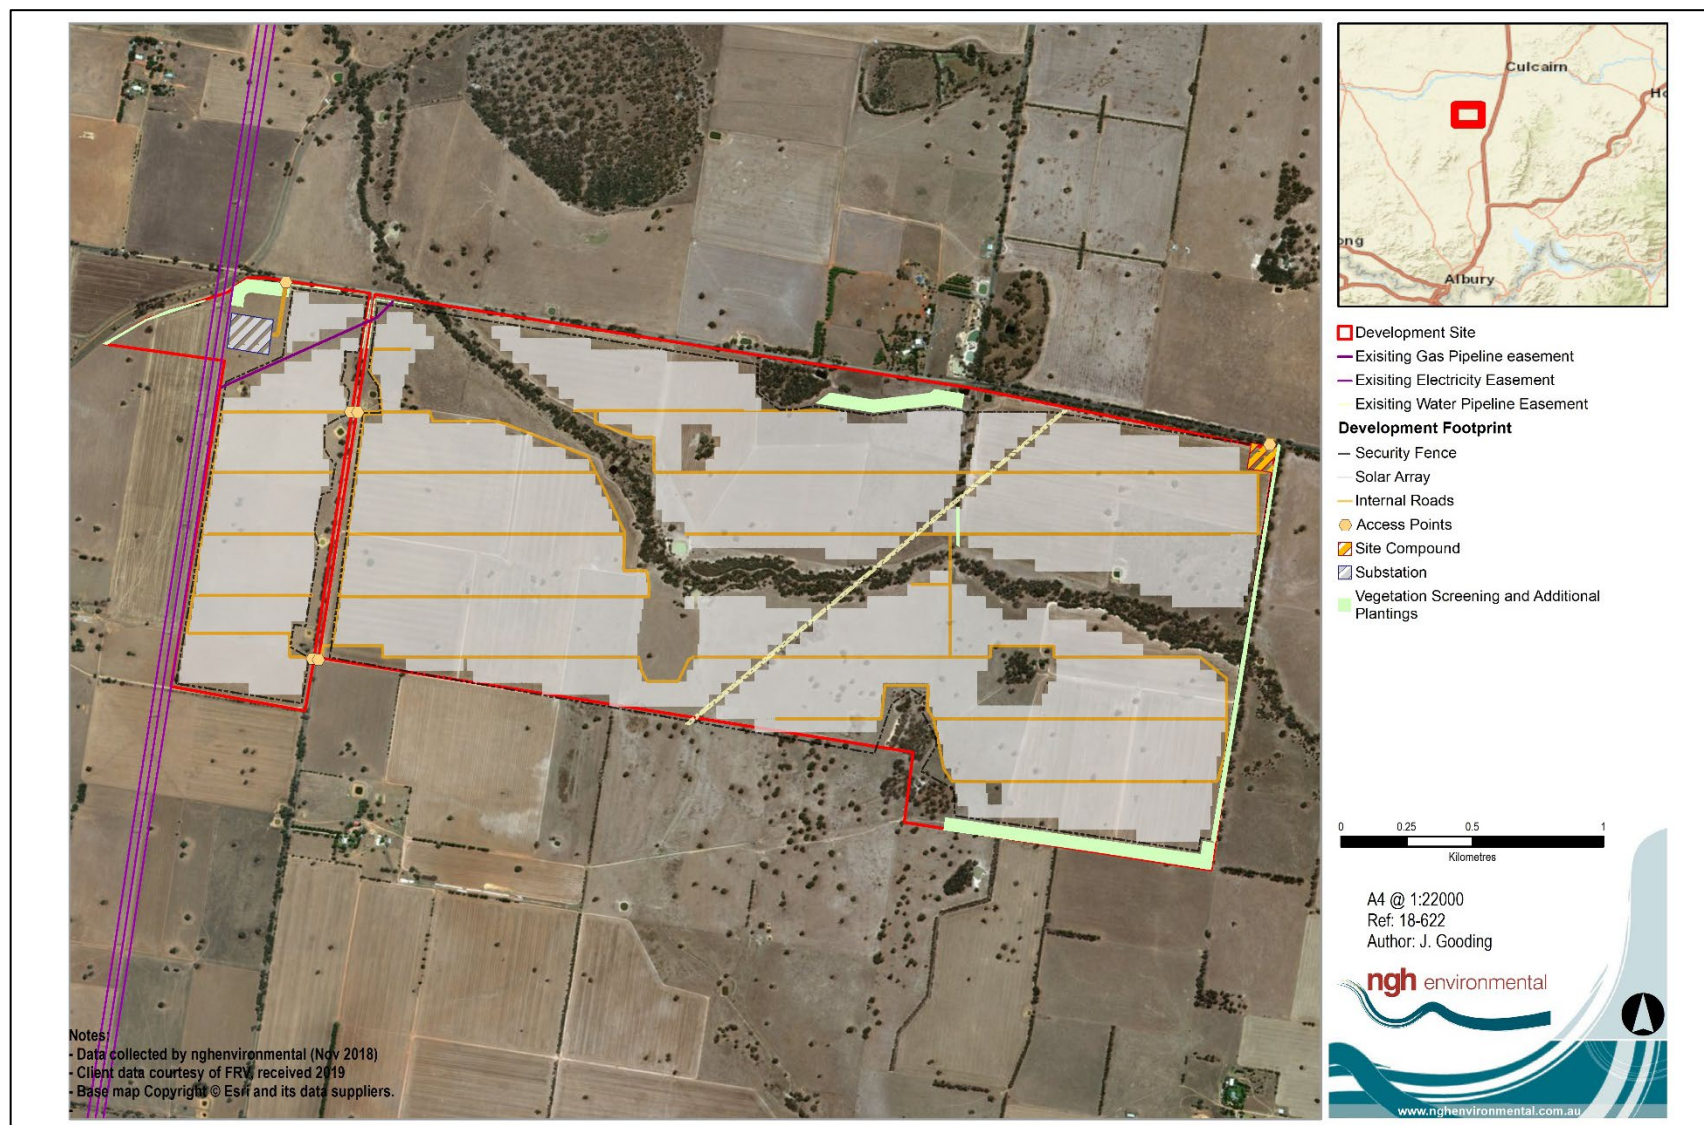 Culcairn
Ho
ong
Albury
Development Site
Exisiting Gas Pipeline easement
Exisiting Electricity Easement
Exisiting Water Pipeline Easement
Development Footprint
Security Fence
Solar Array
Internal Roads
Access Points
Site Compound
Substation
Vegetation Screening and Additional
Plantings
0 0.25 0.5 1
Kilometres
A4 @ 1:22000
Ref: 18-622
Author: J. Gooding
ngh environmental
www.nghenvironmental.com.au
Notes:
- Data collected by nghenvironmental (Nov 2018)
- Client data courtesy of FRV, received 2019
- Base map Copyright © Esri and its data suppliers.
-